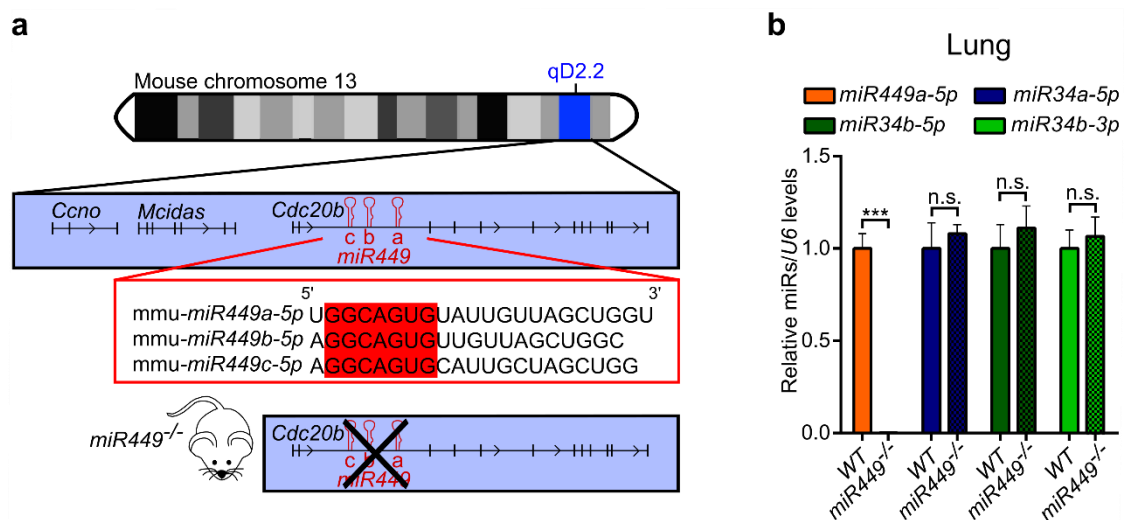 a
Mouse chromosome 13
qD2.2
Ccno
Mcidas
Cdc20b
c b a
miR449
5' 3'
mmu-miR449a-5p UGGCAGUGUAUUGUUAGCUGGU
mmu-miR449b-5p AGGCAGUGUUGUUAGCUGGC
mmu-miR449c-5p AGGCAGUGCAUUGCUAGCUGG
miR449-/-
Cdc20b
c b a
miR449
b
Lung
miR449a-5p miR34a-5p
miR34b-5p miR34b-3p
Relative miRs/U6 levels
1.5
1.0
0.5
0.0
*** n.s. n.s. n.s.
WT miR449-/- WT miR449-/- WT miR449-/- WT miR449-/-